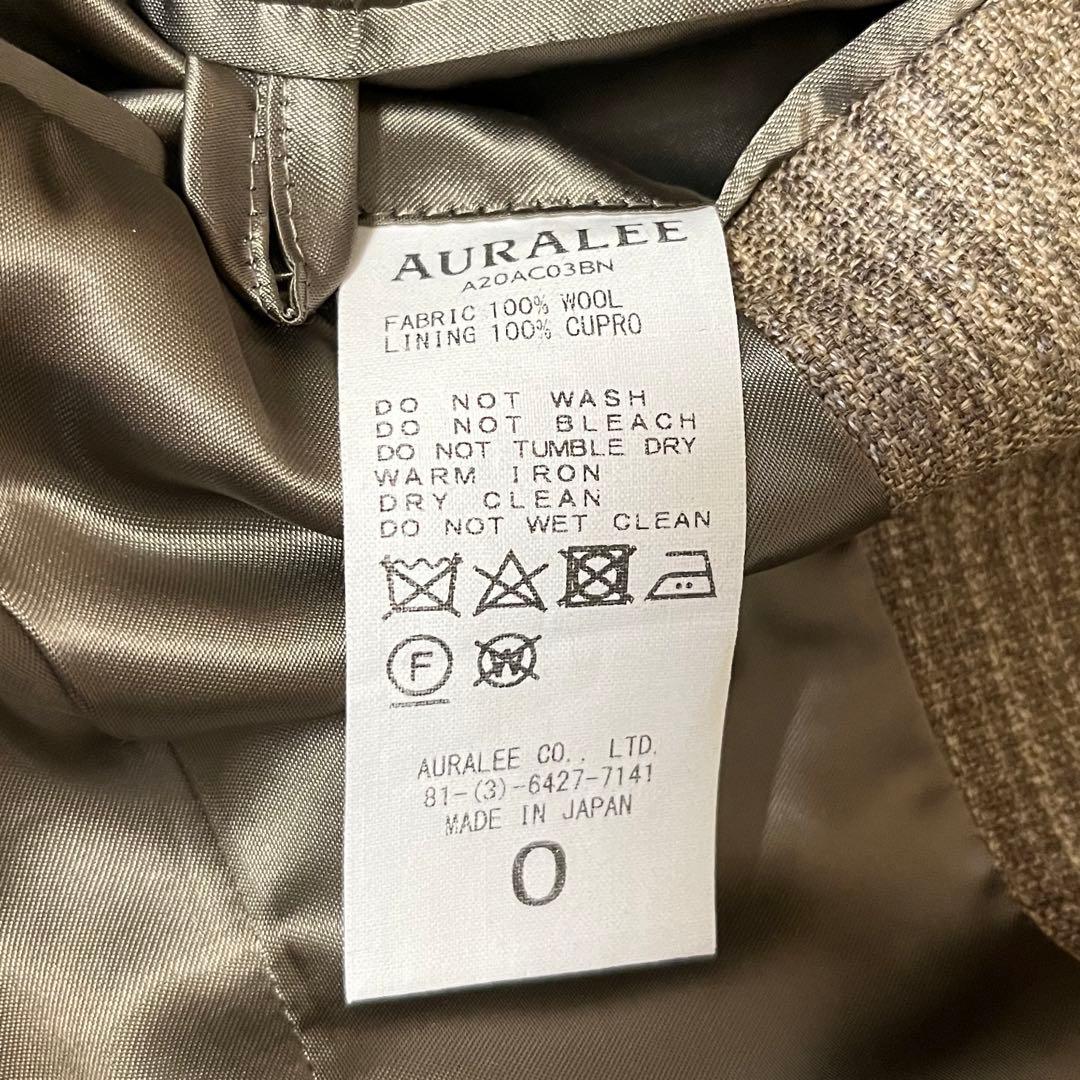 AURALEE
A20AC03BN
FABRIC 100% WOOL
LINING 100% CUPRO
DO NOT WASH
DO NOT BLEACH
DO NOT TUMBLE DRY
WARM IRON
DRY CLEAN
DO NOT WET CLEAN
F W
AURALEE CO., LTD.
81-(3)-6427-7141
MADE IN JAPAN
0